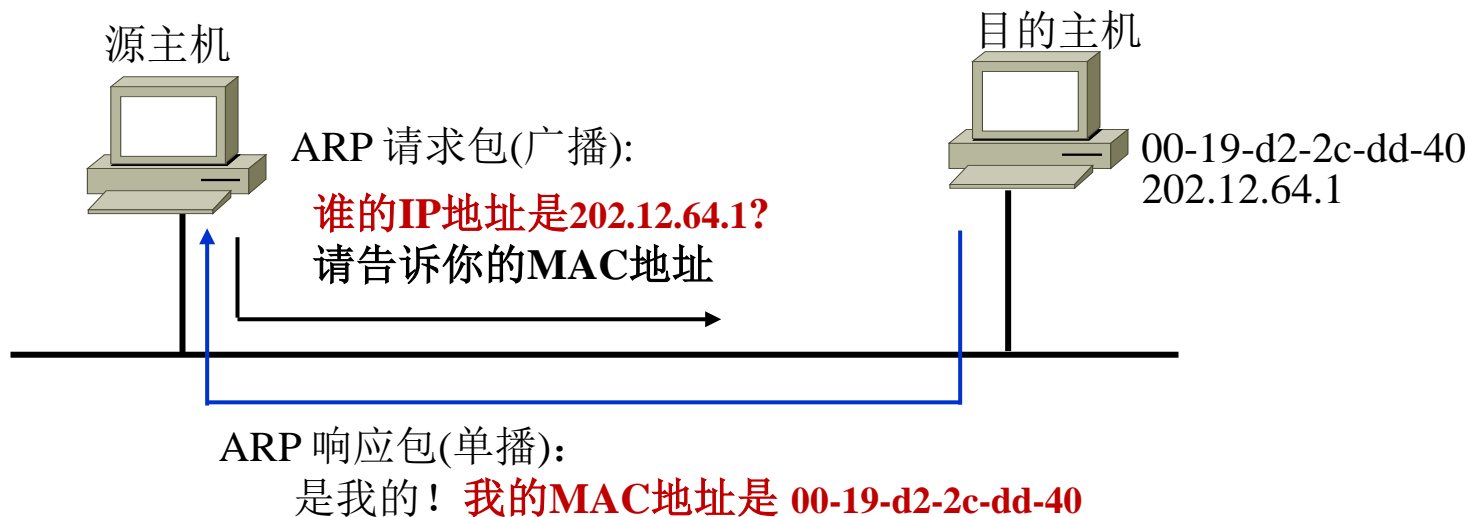 源主机
目的主机
ARP 请求包(广播):
谁的IP地址是202.12.64.1?
请告诉你的MAC地址
00-19-d2-2c-dd-40
202.12.64.1
ARP 响应包(单播)：
是我的！我的MAC地址是 00-19-d2-2c-dd-40